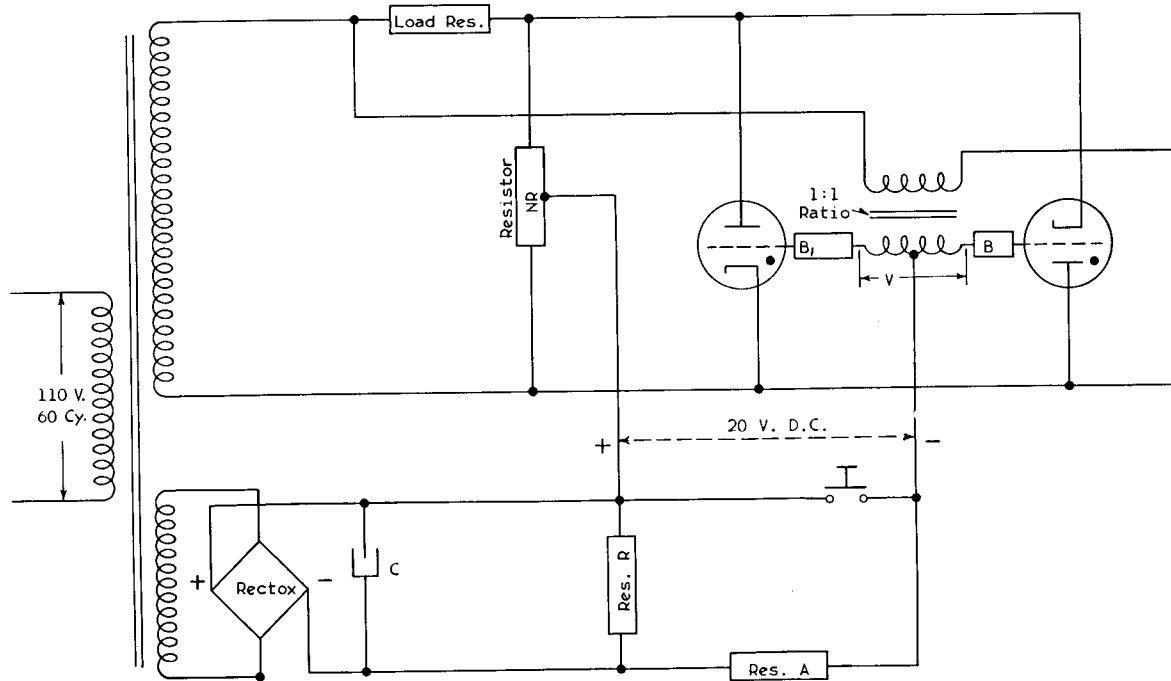 Load Res.
Resistor
NR
1:1
Ratio
B₁
B
V
110 V.
60 Cy.
20 V. D.C.
+
−
+
−
Rectox
C
Res. R
Res. A